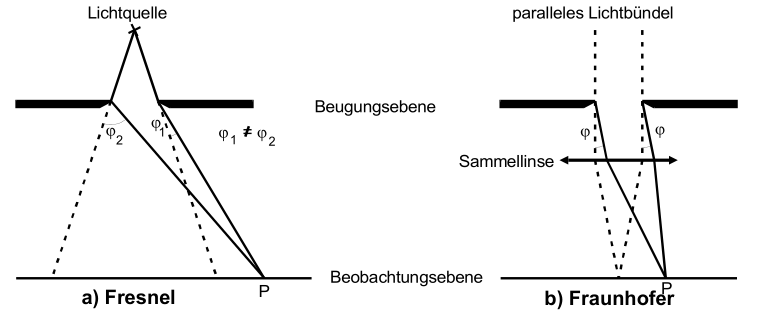 Lichtquelle
paralleles Lichtbündel
Beugungsebene
φ₂
φ₁
φ₁ ≠ φ₂
φ
φ
Sammellinse
Beobachtungsebene
P
P
a) Fresnel
b) Fraunhofer